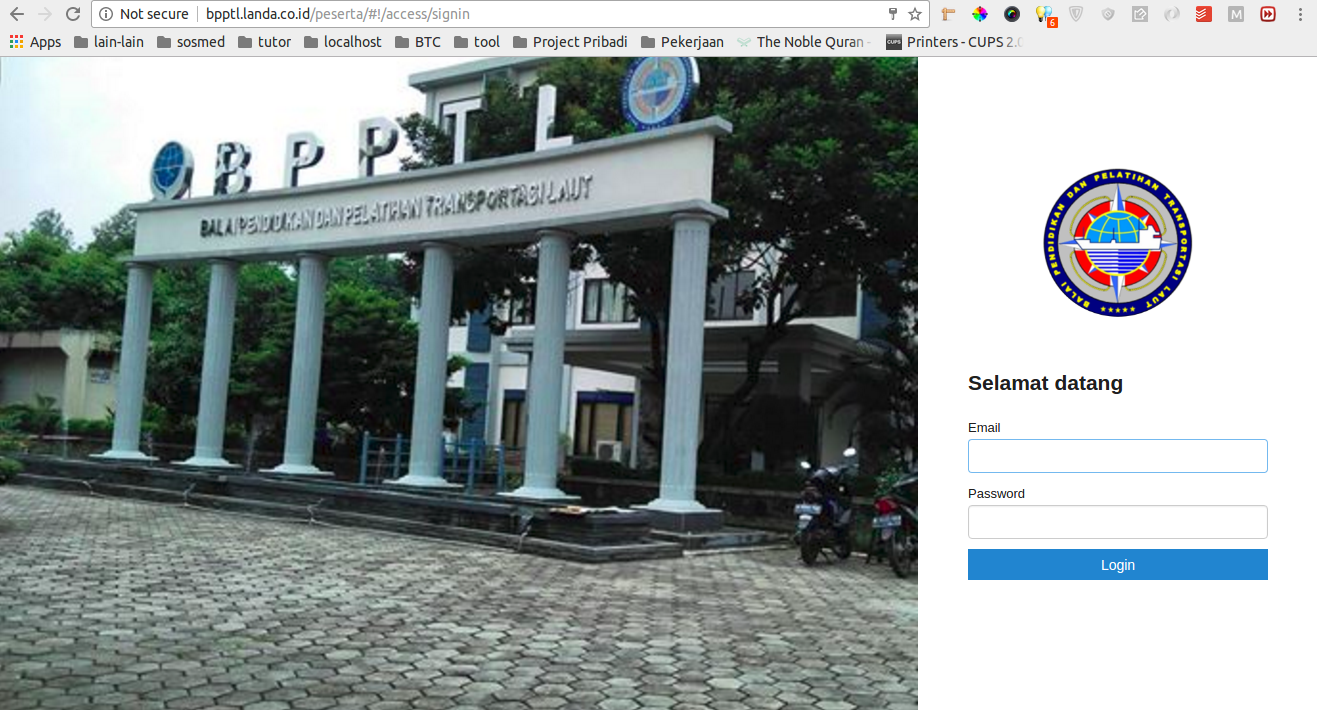 Not secure
bpptl.landa.co.id/peserta/#!/access/signin
6
M
Apps
lain-lain
sosmed
tutor
localhost
BTC
tool
Project Pribadi
Pekerjaan
The Noble Quran -
CUPS
Printers - CUPS 2.0
BPPTL
BALAI PENDIDIKAN DAN PELATIHAN TRANSPORTASI LAUT
BALAI PENDIDIKAN DAN PELATIHAN TRANSPORTASI LAUT
Selamat datang
Email
Password
Login